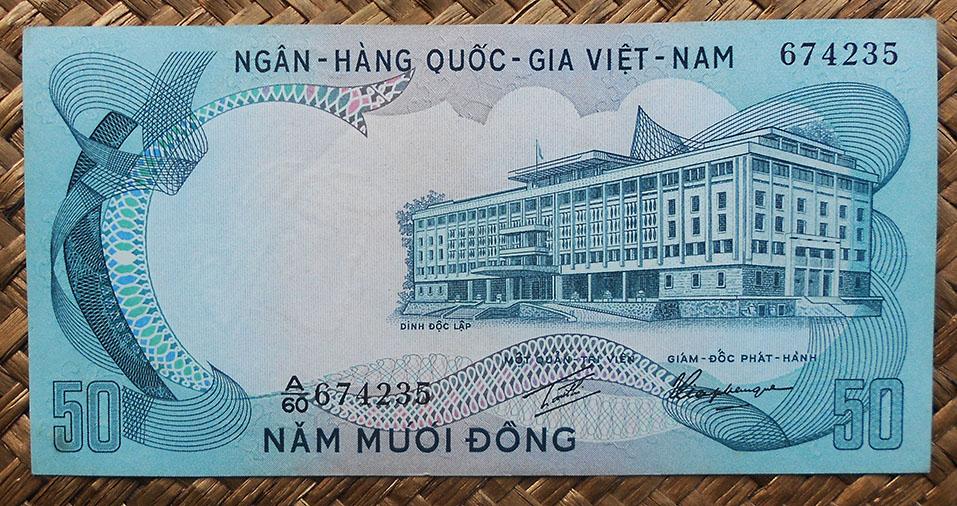 NGÂN-HÀNG QUỐC-GIA VIỆT-NAM
674235
DINH ĐỘC LẬP
MỘT QUẢN-TRỊ VIÊN
GIÁM-ĐỐC PHÁT-HÀNH
A/60 674235
50
NĂM MƯƠI ĐỒNG
50